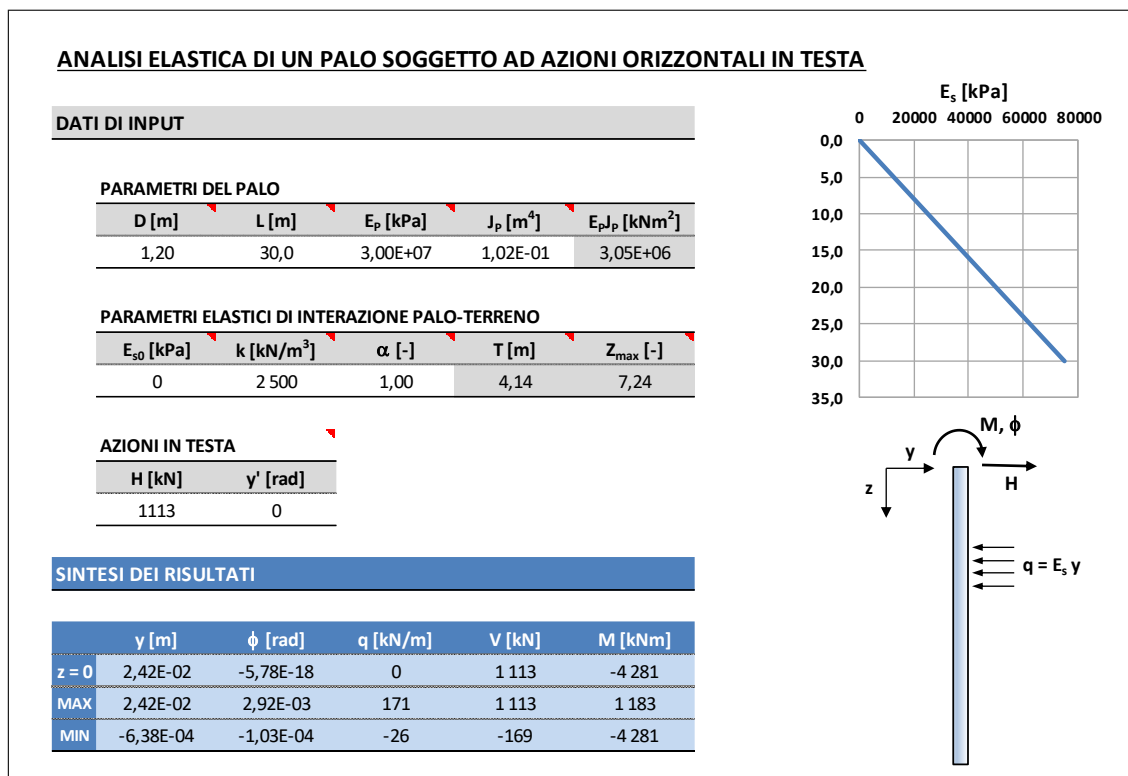 ANALISI ELASTICA DI UN PALO SOGGETTO AD AZIONI ORIZZONTALI IN TESTA
DATI DI INPUT
PARAMETRI DEL PALO
D [m] L [m] E_P [kPa] J_P [m⁴] E_PJ_P [kNm²]
1,20 30,0 3,00E+07 1,02E-01 3,05E+06
PARAMETRI ELASTICI DI INTERAZIONE PALO-TERRENO
E_s0 [kPa] k [kN/m³] α [-] T [m] Z_max [-]
0 2 500 1,00 4,14 7,24
AZIONI IN TESTA
H [kN] y' [rad]
1113 0
SINTESI DEI RISULTATI
y [m] ϕ [rad] q [kN/m] V [kN] M [kNm]
z = 0 2,42E-02 -5,78E-18 0 1 113 -4 281
MAX 2,42E-02 2,92E-03 171 1 113 1 183
MIN -6,38E-04 -1,03E-04 -26 -169 -4 281
E_s [kPa]
0 20000 40000 60000 80000
0,0
5,0
10,0
15,0
20,0
25,0
30,0
35,0
M, ϕ
y
H
z
q = E_s y